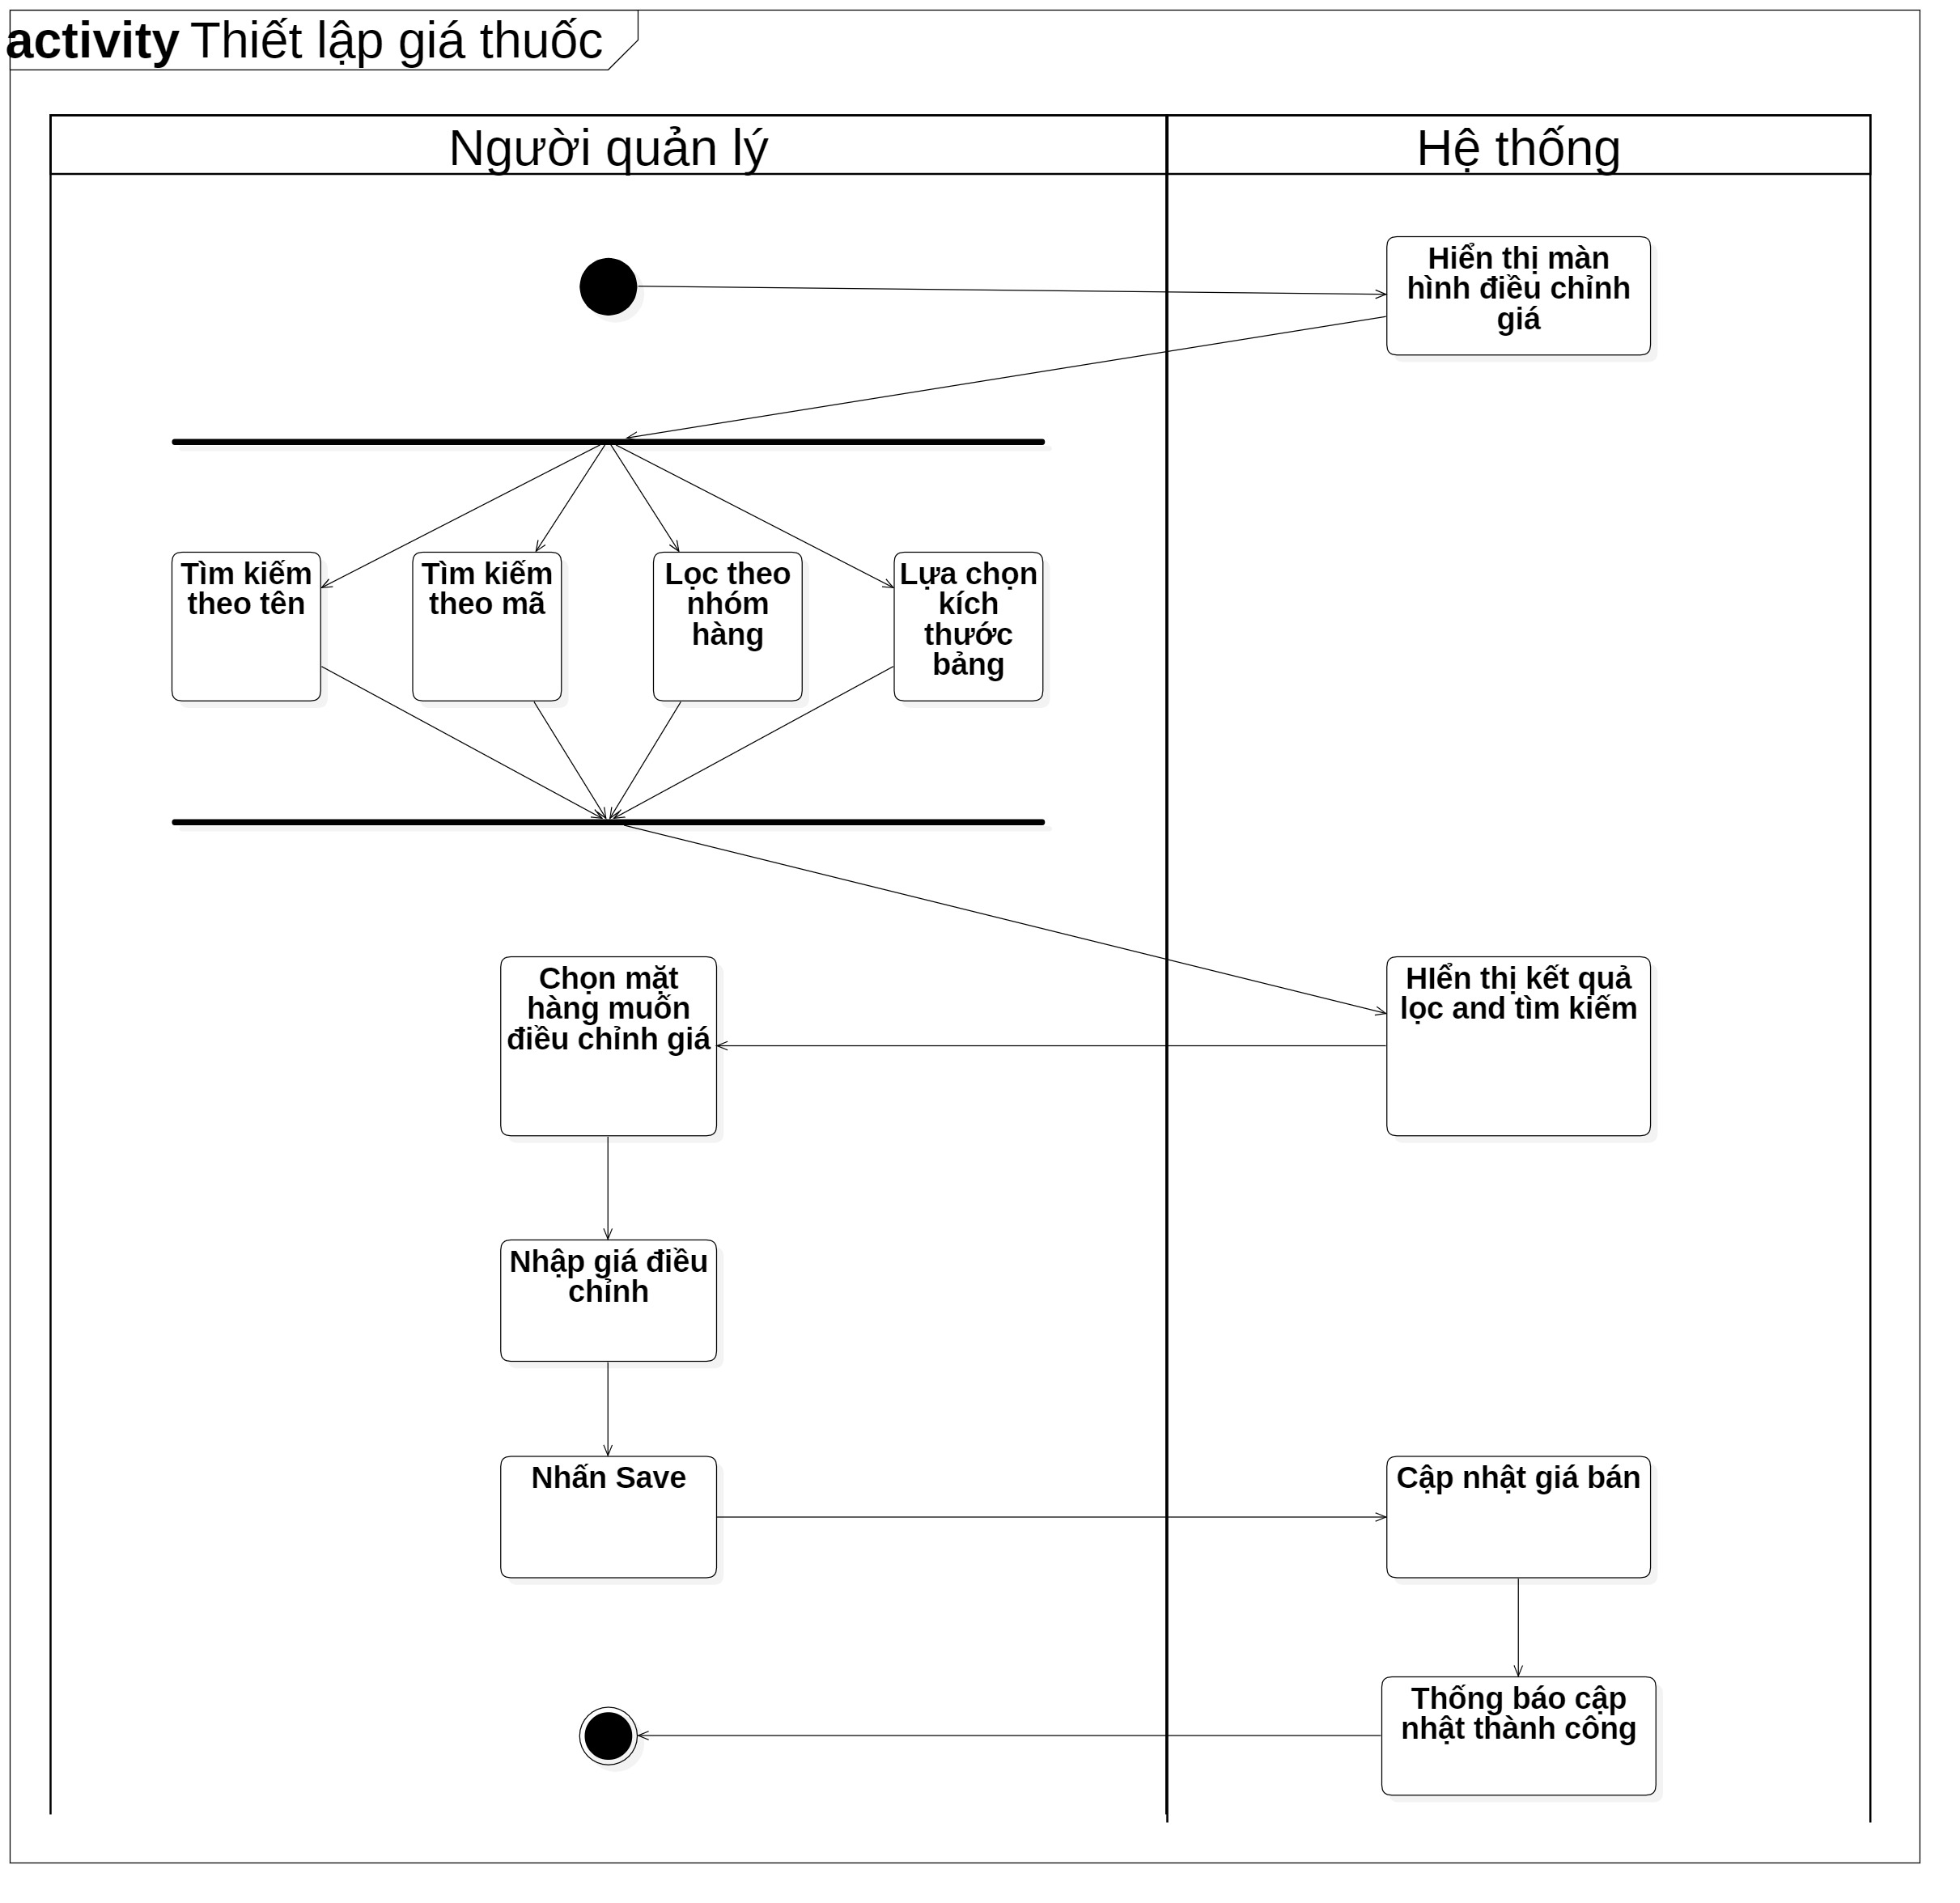 activity Thiết lập giá thuốc
Người quản lý
Hệ thống
Hiển thị màn
hình điều chỉnh
giá
Tìm kiếm
theo tên
Tìm kiếm
theo mã
Lọc theo
nhóm
hàng
Lựa chọn
kích
thước
bảng
Chọn mặt
hàng muốn
điều chỉnh giá
HIển thị kết quả
lọc and tìm kiếm
Nhập giá điều
chỉnh
Nhấn Save
Cập nhật giá bán
Thống báo cập
nhật thành công